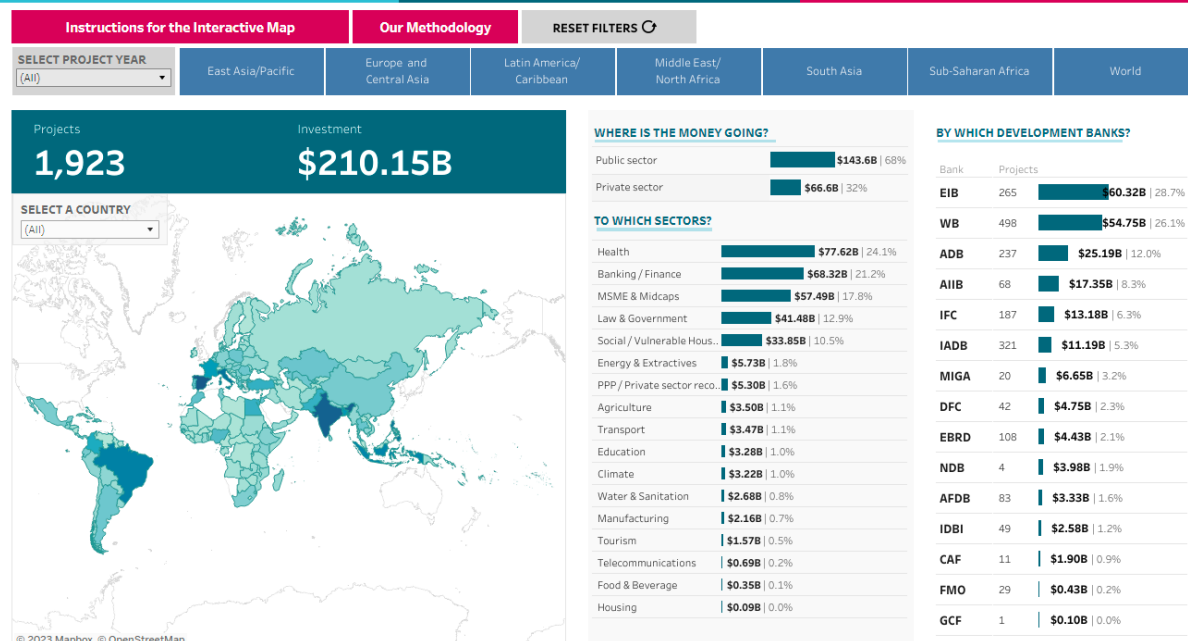 Instructions for the Interactive Map
Our Methodology
RESET FILTERS
SELECT PROJECT YEAR
(All)
East Asia/Pacific
Europe and
Central Asia
Latin America/
Caribbean
Middle East/
North Africa
South Asia
Sub-Saharan Africa
World
Projects
1,923
Investment
$210.15B
SELECT A COUNTRY
(All)
© 2023 Mapbox © OpenStreetMap
WHERE IS THE MONEY GOING?
Public sector $143.6B | 68%
Private sector $66.6B | 32%
TO WHICH SECTORS?
Health $77.62B | 24.1%
Banking / Finance $68.32B | 21.2%
MSME & Midcaps $57.49B | 17.8%
Law & Government $41.48B | 12.9%
Social / Vulnerable Hous.. $33.85B | 10.5%
Energy & Extractives $5.73B | 1.8%
PPP / Private sector reco.. $5.30B | 1.6%
Agriculture $3.50B | 1.1%
Transport $3.47B | 1.1%
Education $3.28B | 1.0%
Climate $3.22B | 1.0%
Water & Sanitation $2.68B | 0.8%
Manufacturing $2.16B | 0.7%
Tourism $1.57B | 0.5%
Telecommunications $0.69B | 0.2%
Food & Beverage $0.35B | 0.1%
Housing $0.09B | 0.0%
BY WHICH DEVELOPMENT BANKS?
Bank Projects
EIB 265 $60.32B | 28.7%
WB 498 $54.75B | 26.1%
ADB 237 $25.19B | 12.0%
AIIB 68 $17.35B | 8.3%
IFC 187 $13.18B | 6.3%
IADB 321 $11.19B | 5.3%
MIGA 20 $6.65B | 3.2%
DFC 42 $4.75B | 2.3%
EBRD 108 $4.43B | 2.1%
NDB 4 $3.98B | 1.9%
AFDB 83 $3.33B | 1.6%
IDBI 49 $2.58B | 1.2%
CAF 11 $1.90B | 0.9%
FMO 29 $0.43B | 0.2%
GCF 1 $0.10B | 0.0%